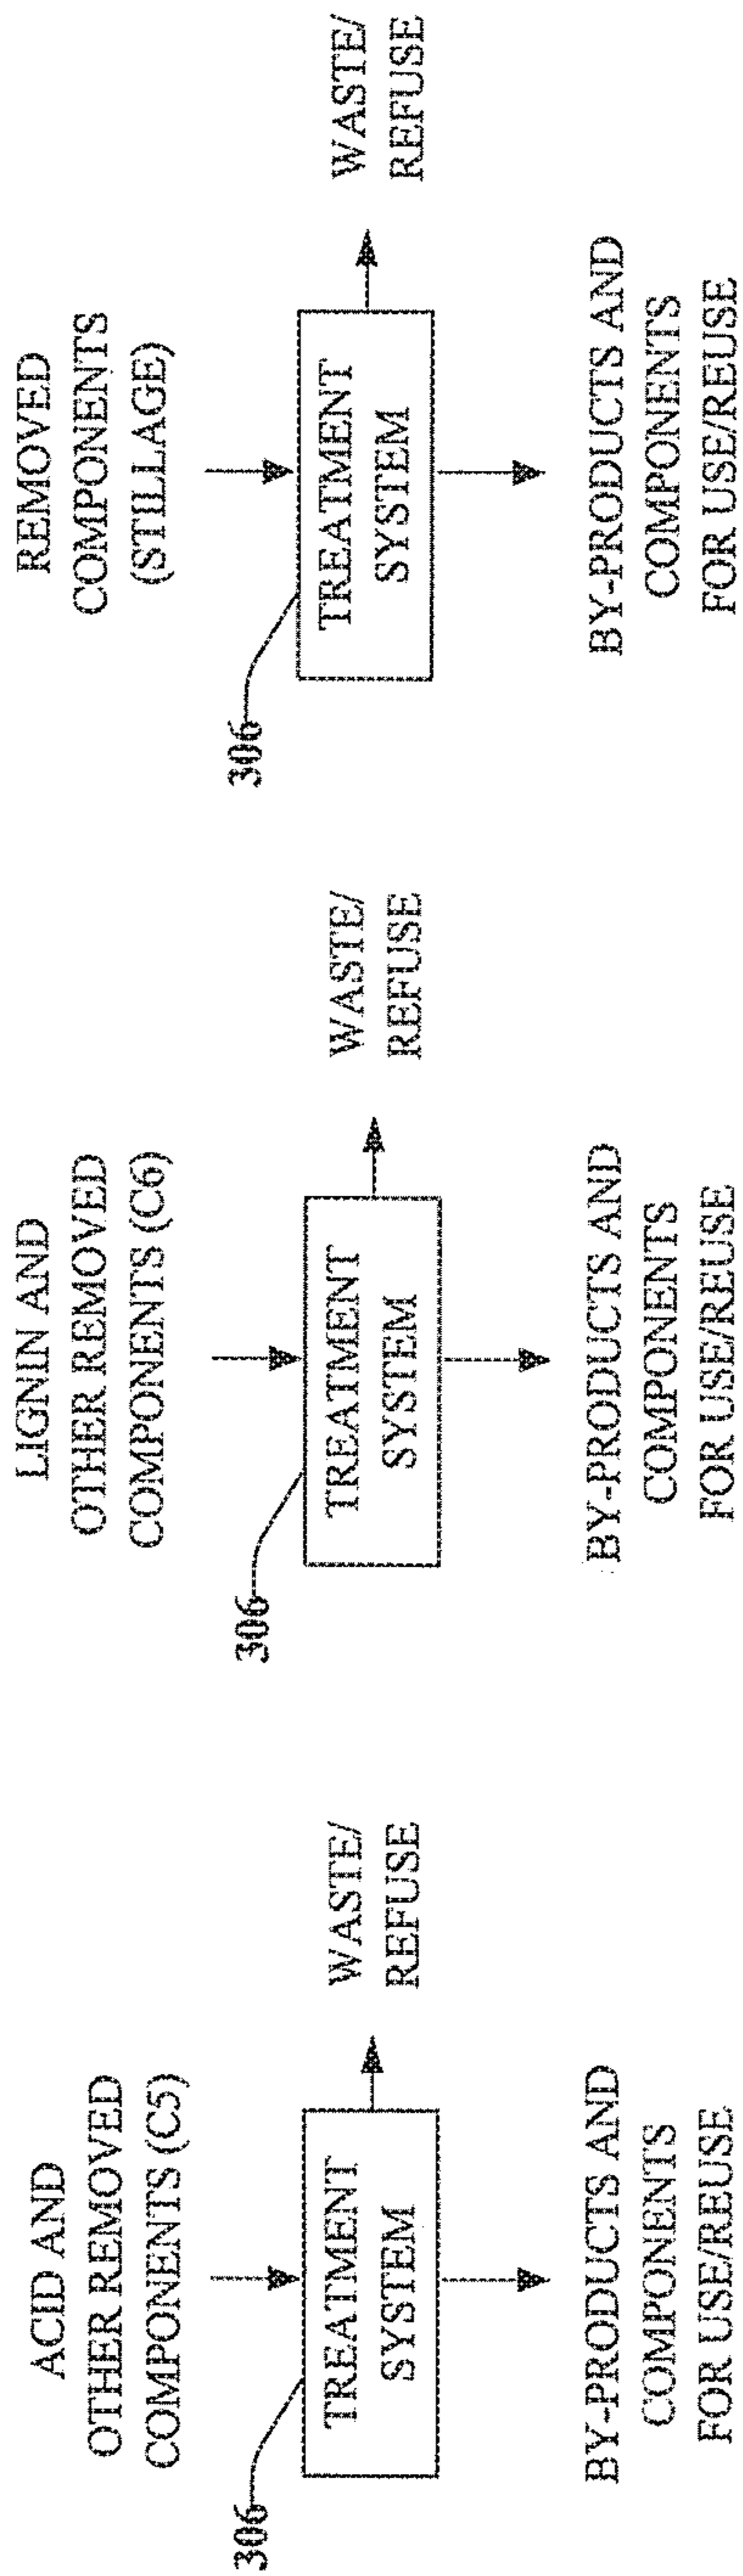 ACID AND
OTHER REMOVED
COMPONENTS (C5)
306
TREATMENT
SYSTEM
WASTE/
REFUSE
BY-PRODUCTS AND
COMPONENTS
FOR USE/REUSE
LIGNIN AND
OTHER REMOVED
COMPONENTS (C6)
306
TREATMENT
SYSTEM
WASTE/
REFUSE
BY-PRODUCTS AND
COMPONENTS
FOR USE/REUSE
REMOVED
COMPONENTS
(STILLAGE)
306
TREATMENT
SYSTEM
WASTE/
REFUSE
BY-PRODUCTS AND
COMPONENTS
FOR USE/REUSE